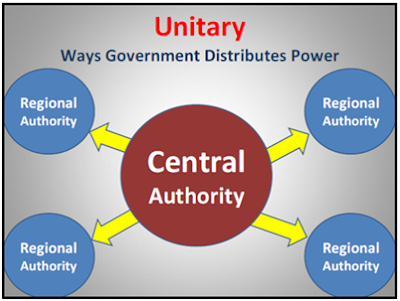 Unitary
Ways Government Distributes Power
Regional
Authority
Regional
Authority
Central
Authority
Regional
Authority
Regional
Authority